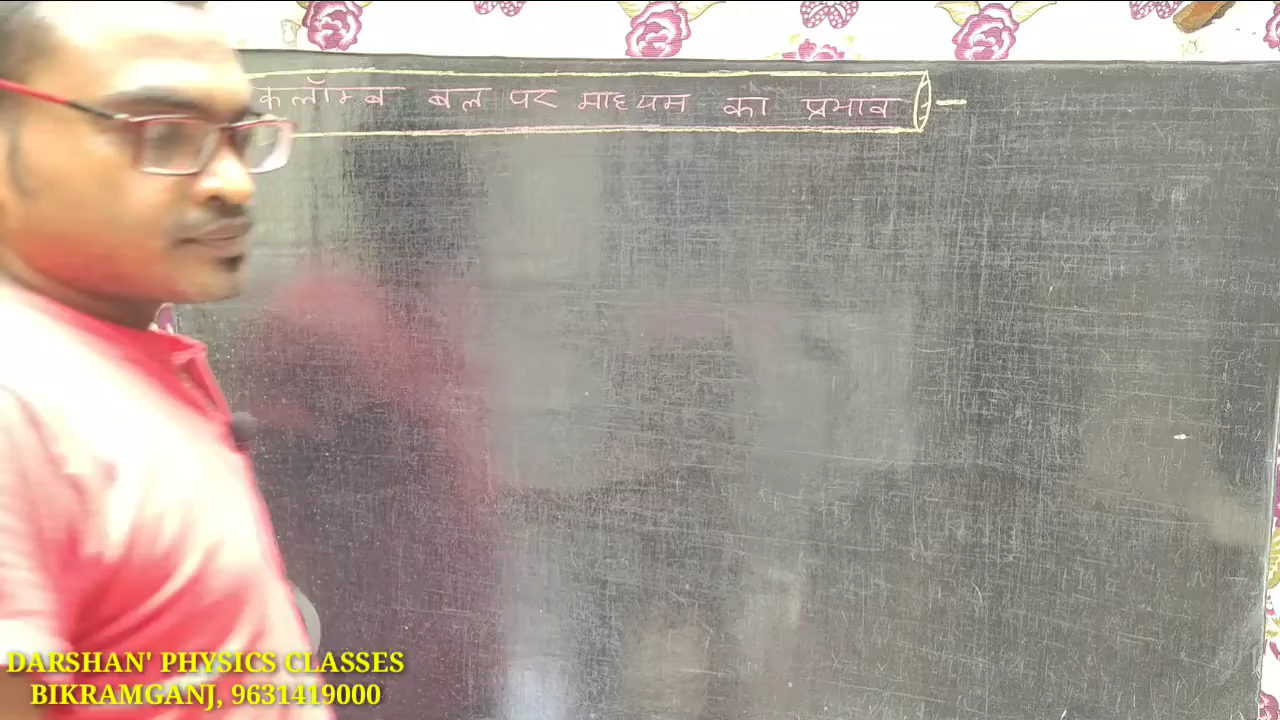 कलॉम्ब बल पर माध्यम का प्रभाव :-
DARSHAN' PHYSICS CLASSES
BIKRAMGANJ, 9631419000